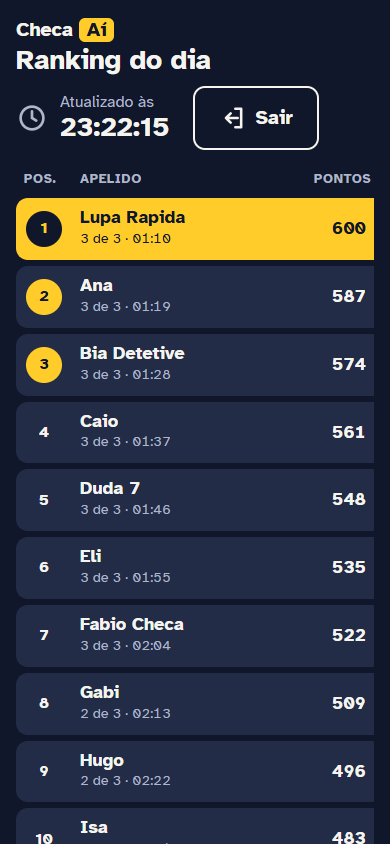 Checa Aí
Ranking do dia
Atualizado às
23:22:15
Sair
POS. APELIDO PONTOS
1 Lupa Rapida 600
3 de 3 · 01:10
2 Ana 587
3 de 3 · 01:19
3 Bia Detetive 574
3 de 3 · 01:28
4 Caio 561
3 de 3 · 01:37
5 Duda 7 548
3 de 3 · 01:46
6 Eli 535
3 de 3 · 01:55
7 Fabio Checa 522
3 de 3 · 02:04
8 Gabi 509
2 de 3 · 02:13
9 Hugo 496
2 de 3 · 02:22
10 Isa 483